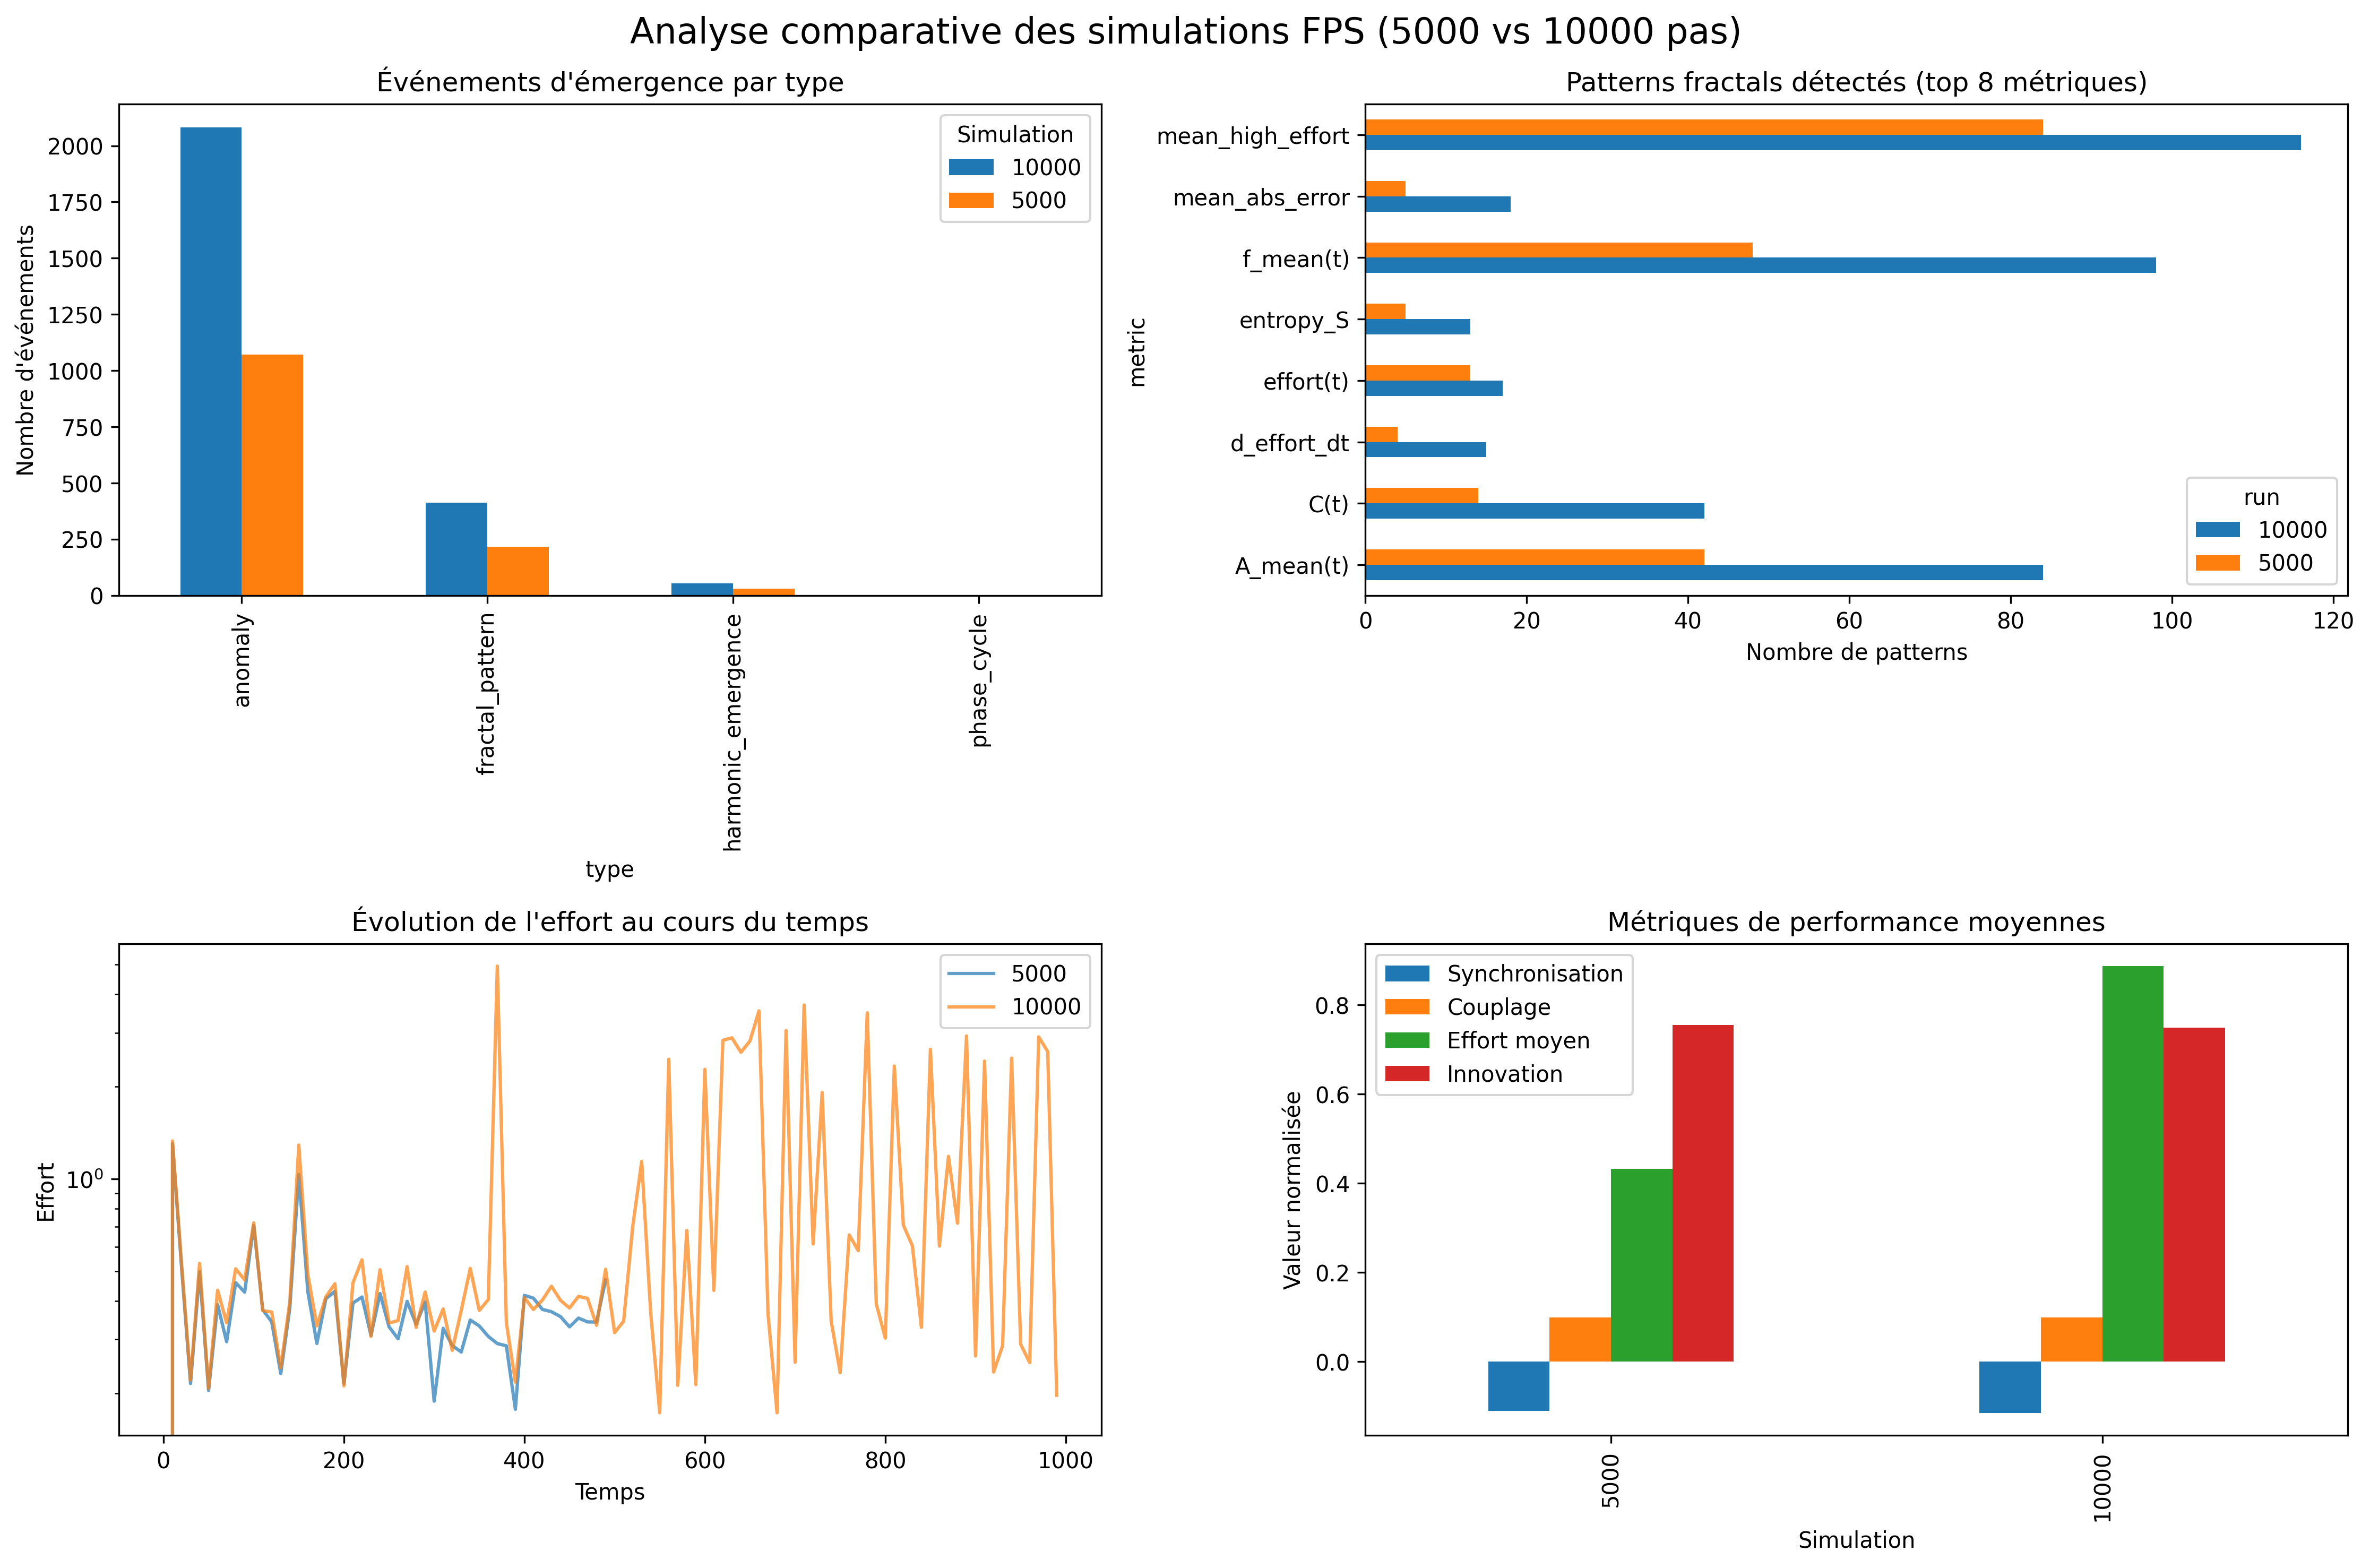 Analyse comparative des simulations FPS (5000 vs 10000 pas)
Événements d'émergence par type
Nombre d'événements
2000
1750
1500
1250
1000
750
500
250
0
Simulation
10000
5000
anomaly
fractal_pattern
harmonic_emergence
phase_cycle
type
Patterns fractals détectés (top 8 métriques)
metric
mean_high_effort
mean_abs_error
f_mean(t)
entropy_S
effort(t)
d_effort_dt
C(t)
A_mean(t)
run
10000
5000
0 20 40 60 80 100 120
Nombre de patterns
Évolution de l'effort au cours du temps
Effort
10⁰
5000
10000
0 200 400 600 800 1000
Temps
Métriques de performance moyennes
Valeur normalisée
Synchronisation
Couplage
Effort moyen
Innovation
0.8
0.6
0.4
0.2
0.0
5000
10000
Simulation